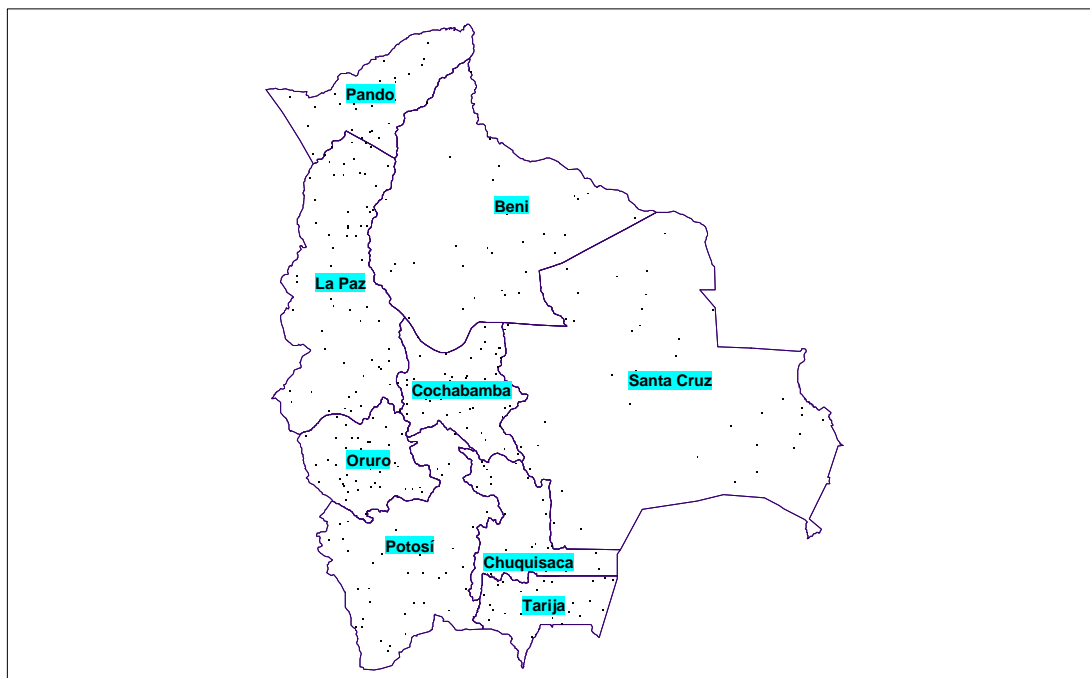 Pando
Beni
La Paz
Santa Cruz
Cochabamba
Oruro
Potosí
Chuquisaca
Tarija